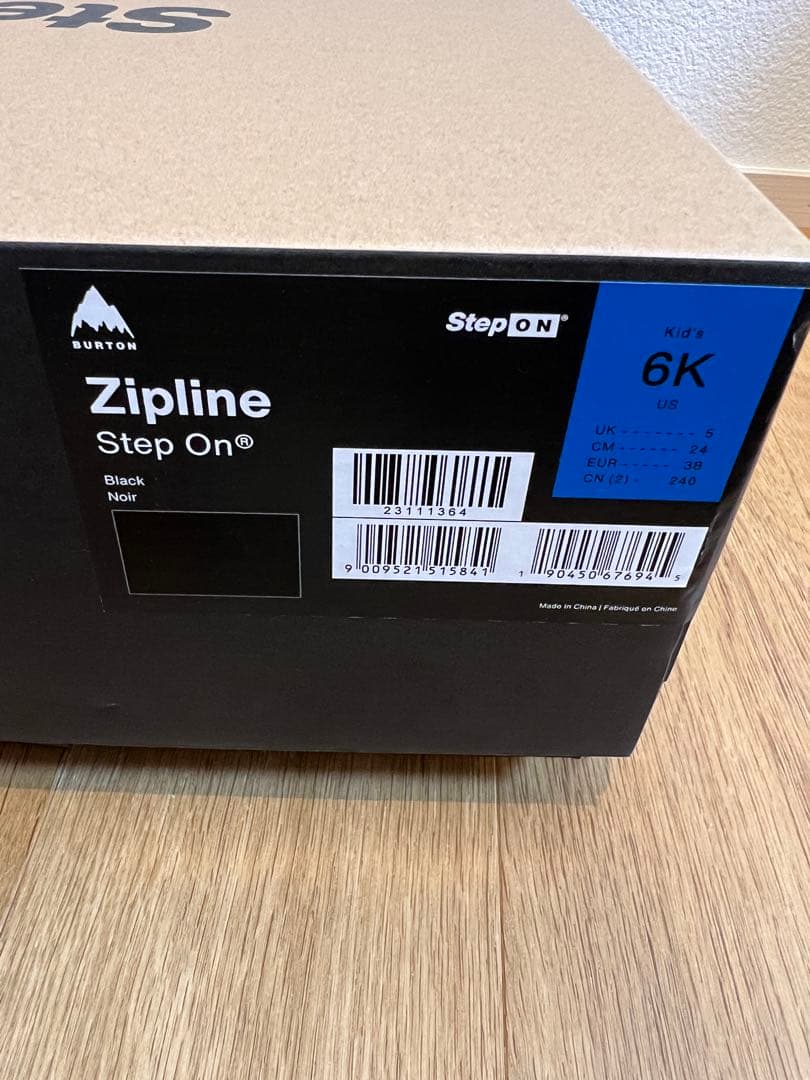 Ste
BURTON
StepON®
Zipline
Step On®
Black
Noir
Kid's
6K
US
UK - - - - - - - 5
CM - - - - - - 24
EUR - - - - - 38
CN (2) - 240
23111364
9 009521 515841
1 90450 67694 5
Made in China | Fabriqué en Chine